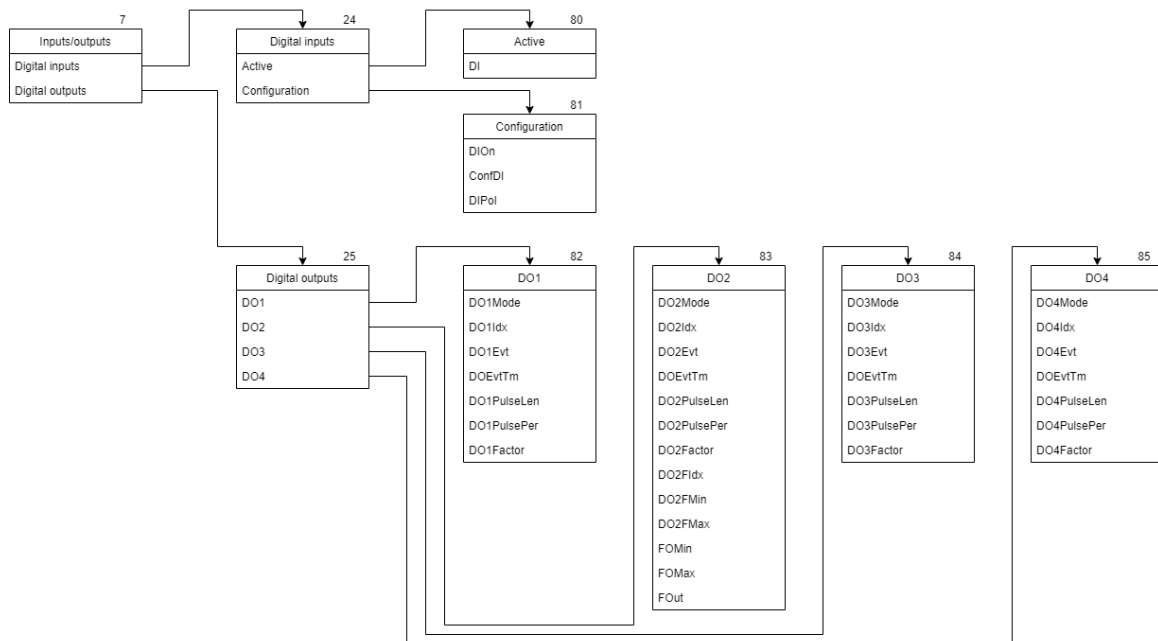 7
Inputs/outputs
Digital inputs
Digital outputs
24
Digital inputs
Active
Configuration
80
Active
DI
81
Configuration
DIOn
ConfDI
DIPol
25
Digital outputs
DO1
DO2
DO3
DO4
82
DO1
DO1Mode
DO1Idx
DO1Evt
DOEvtTm
DO1PulseLen
DO1PulsePer
DO1Factor
83
DO2
DO2Mode
DO2Idx
DO2Evt
DOEvtTm
DO2PulseLen
DO2PulsePer
DO2Factor
DO2FIdx
DO2FMin
DO2FMax
FOMin
FOMax
FOut
84
DO3
DO3Mode
DO3Idx
DO3Evt
DOEvtTm
DO3PulseLen
DO3PulsePer
DO3Factor
85
DO4
DO4Mode
DO4Idx
DO4Evt
DOEvtTm
DO4PulseLen
DO4PulsePer
DO4Factor